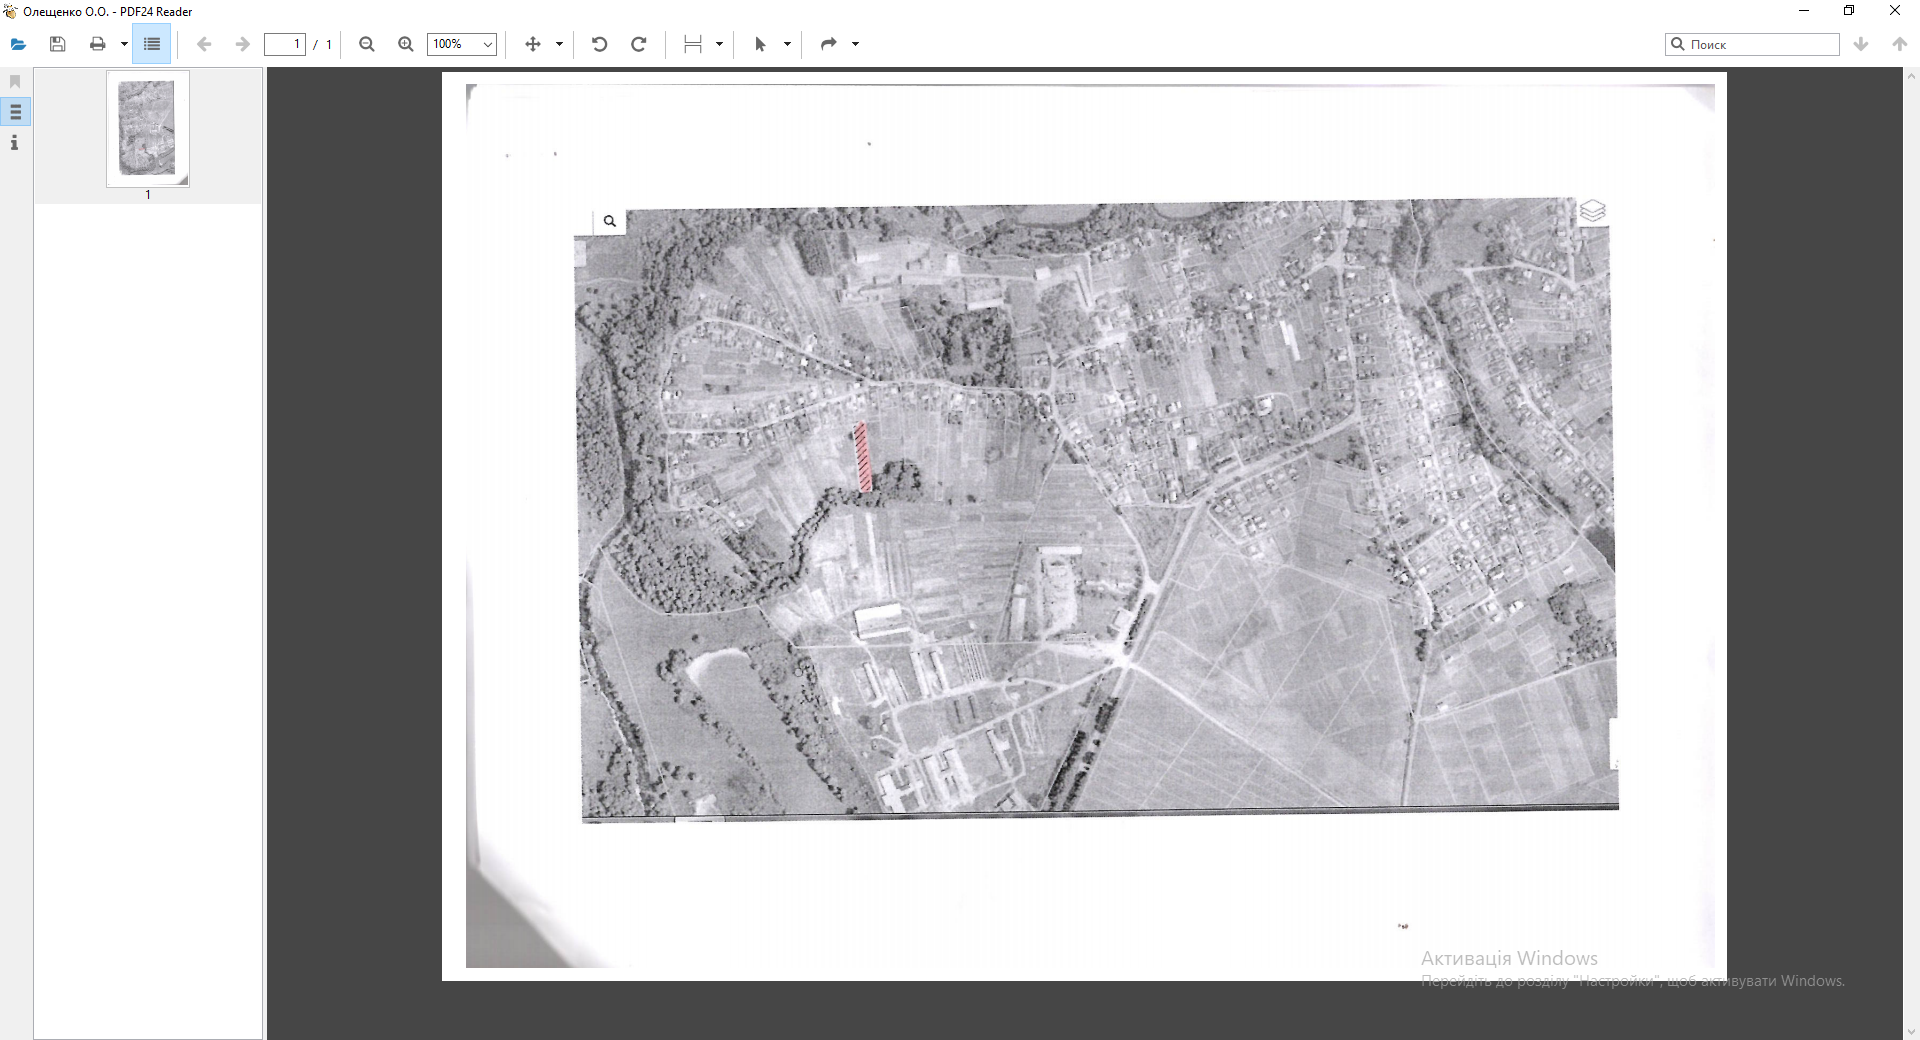 Олещенко О.О. - PDF24 Reader
1 / 1
100%
Поиск
1
Активація Windows
Перейдіть до розділу "Настройки", щоб активувати Windows.